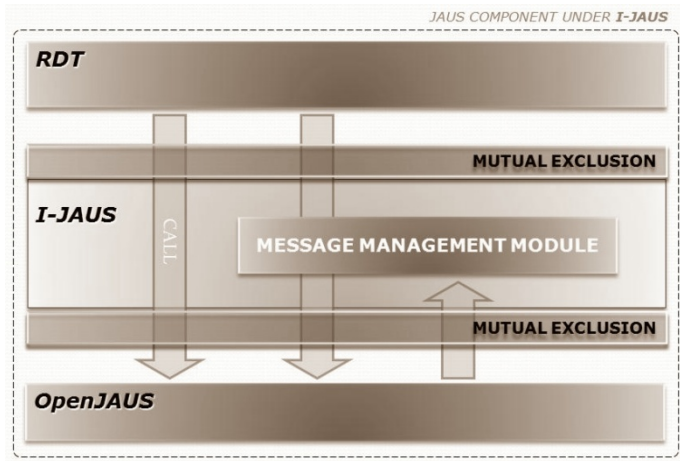 JAUS COMPONENT UNDER I-JAUS
RDT
MUTUAL EXCLUSION
I-JAUS
CALL
MESSAGE MANAGEMENT MODULE
MUTUAL EXCLUSION
OpenJAUS